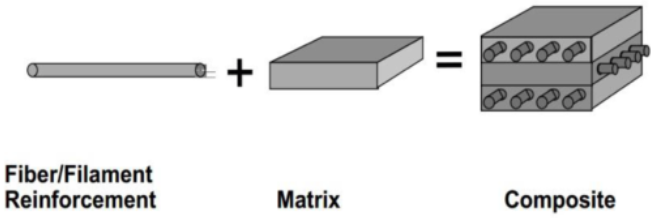 + =
Fiber/Filament
Reinforcement Matrix Composite